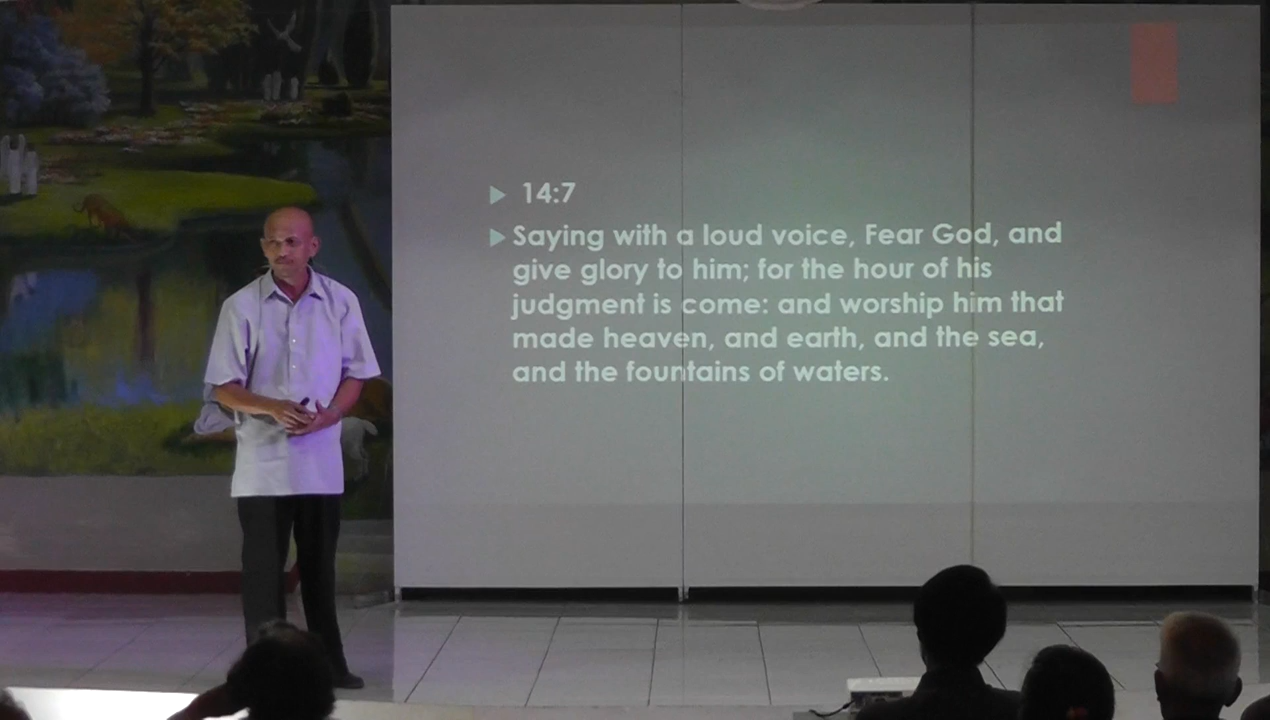 14:7
Saying with a loud voice, Fear God, and
give glory to him; for the hour of his
judgment is come: and worship him that
made heaven, and earth, and the sea,
and the fountains of waters.